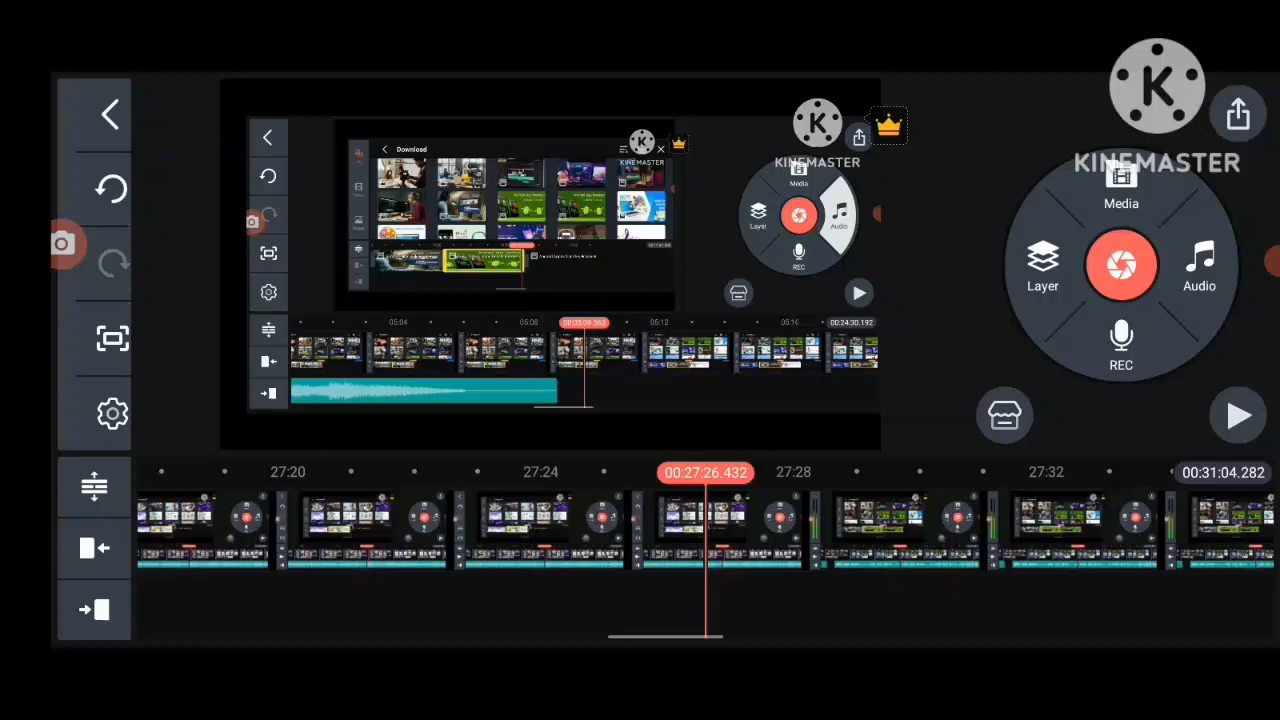 Download
KINEMASTER
KINEMASTER
KINEMASTER
Media
Layer
Audio
REC
Media
Layer
Audio
REC
05:04
05:08
00:05:09.563
05:12
05:16
00:24:30.192
27:20
27:24
00:27:26.432
27:28
27:32
00:31:04.282